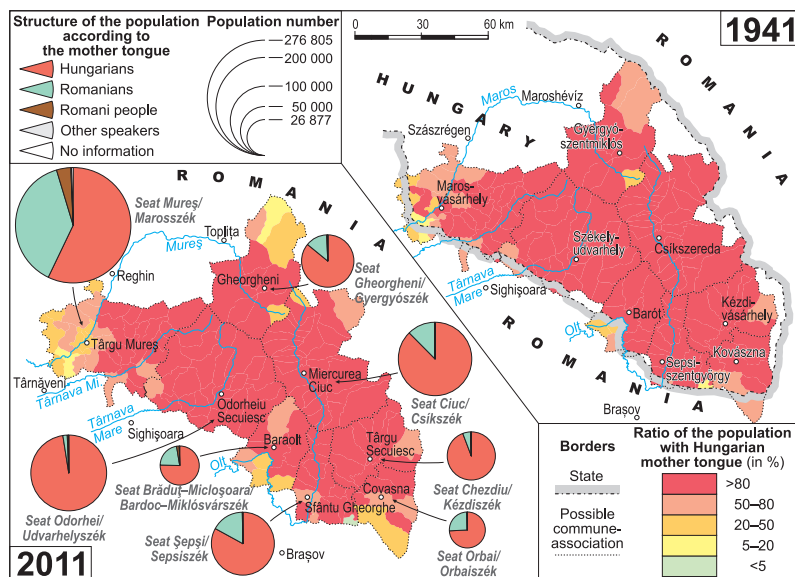 Structure of the population
according to
the mother tongue
Hungarians
Romanians
Romani people
Other speakers
No information
Population number
276 805
200 000
100 000
50 000
26 877
0 60 km
1941
HUNGARY
ROMANIA
ROMANIA
Maros
Maroshévíz
Szászrégen
Gyergyó-
szentmiklós
Maros-
vásárhely
Székely-
udvarhely
Csíkszereda
Târnava
Mare
Sighişoara
Barót
Kézdi-
vásárhely
Olt
Kovászna
Sepsi-
szentgyörgy
Braşov
ROMANIA
Seat Mureş/
Marosszék
Topliţa
Mureş
Reghin
Gheorgheni
Seat
Gheorgheni/
Gyergyószék
Târgu Mureş
Târnăveni
Târnava Mi
Miercurea
Ciuc
Seat Ciuc/
Csíkszék
Târnava
Mare
Odorheiu
Secuiesc
Sighişoara
Baraolt
Târgu
Secuiesc
Olt
Seat Odorhei/
Udvarhelyszék
Seat Brăduţ–Micloşoara/
Bardoc–Miklósvárszék
Seat Chezdiu/
Kézdiszék
Covasna
Sfântu Gheorghe
Seat Şepşi/
Sepsiszék
Seat Orbai/
Orbaiszék
Braşov
2011
Borders
State
Possible
commune-
association
Ratio of the population
with Hungarian
mother tongue (in %)
>80
50–80
20–50
5–20
<5